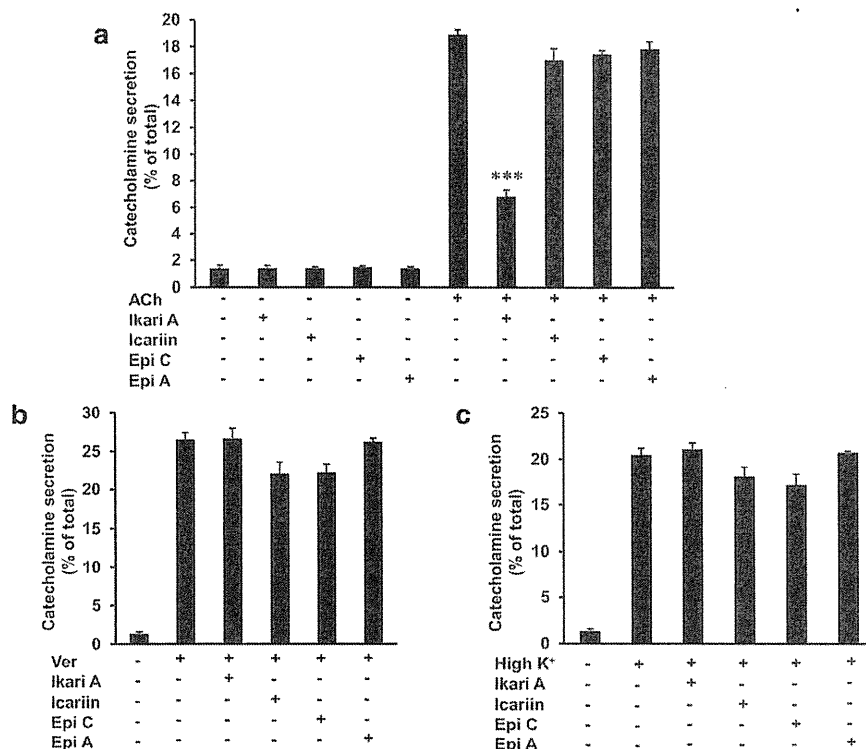 a
Catecholamine secretion
(% of total)
20
18
16
14
12
10
8
6
4
2
0
***
ACh - - - - - + + + + +
Ikari A - + - - - - + - - -
Icariin - - + - - - - + - -
Epi C - - - + - - - - + -
Epi A - - - - + - - - - +
b
Catecholamine secretion
(% of total)
30
25
20
15
10
5
0
Ver - + + + + +
Ikari A - - + - - -
Icariin - - - + - -
Epi C - - - - + -
Epi A - - - - - +
c
Catecholamine secretion
(% of total)
25
20
15
10
5
0
High K⁺ - + + + + +
Ikari A - - + - - -
Icariin - - - + - -
Epi C - - - - + -
Epi A - - - - - +